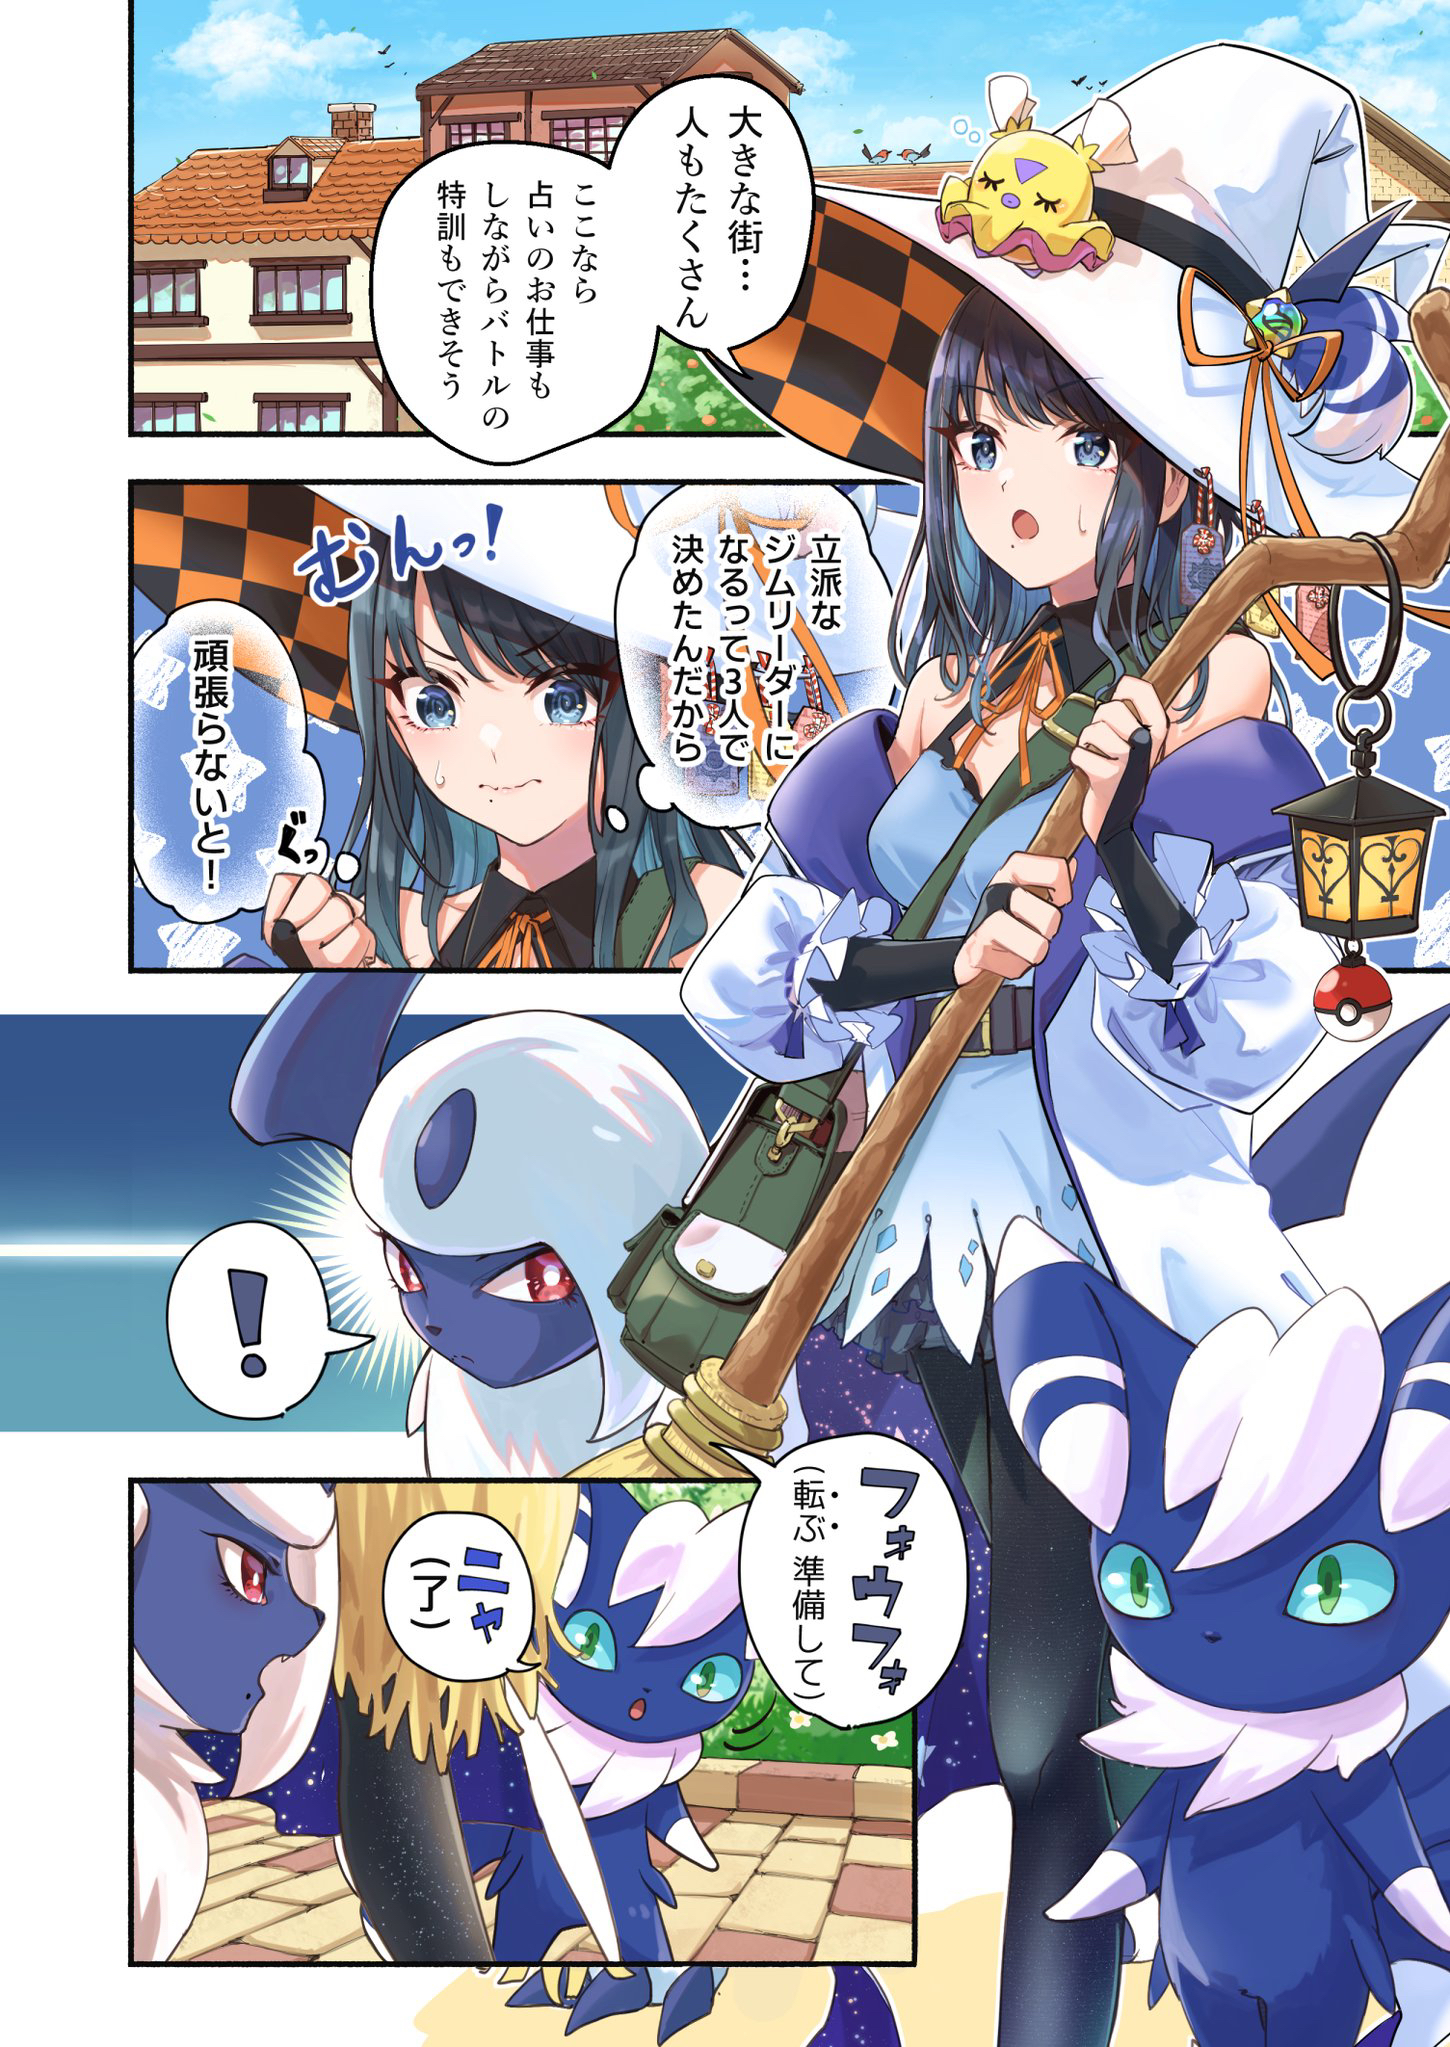 大きな街…
人もたくさん
ここなら
占いのお仕事も
しながらバトルの
特訓もできそう
立派な
ジムリーダーに
なるって3人で
決めたんだから
むんっ!
頑張らないと!
ぐっ
!
フォウフォ
(転ぶ 準備して)
ニャ
(了)